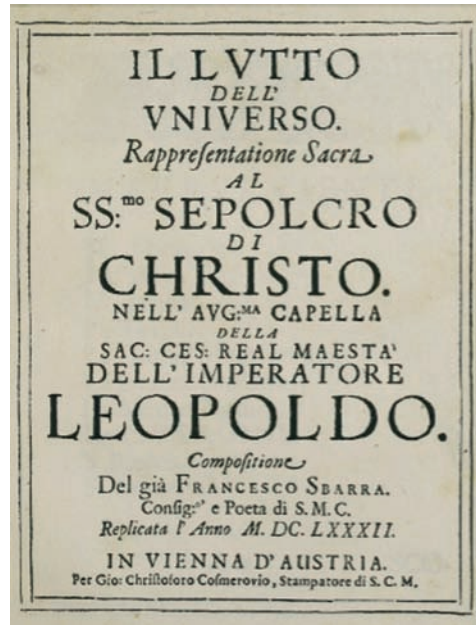 IL LVTTO
DELL'
VNIVERSO.
Rappreſentatione Sacra
AL
SS:ᵐᵒ SEPOLCRO
DI
CHRISTO.
NELL' AVG:ᴹᴬ CAPELLA
DELLA
SAC: CES: REAL MAESTA'
DELL'IMPERATORE
LEOPOLDO.
Compoſitione
Del già FRANCESCO SBARRA.
Conſig:ʳᵉ e Poeta di S.M.C.
Replicata l'Anno M. DC. LXXXII.
IN VIENNA D'AUSTRIA.
Per Gio: Chriſtoforo Coſmerovio, Stampatore di S. C. M.